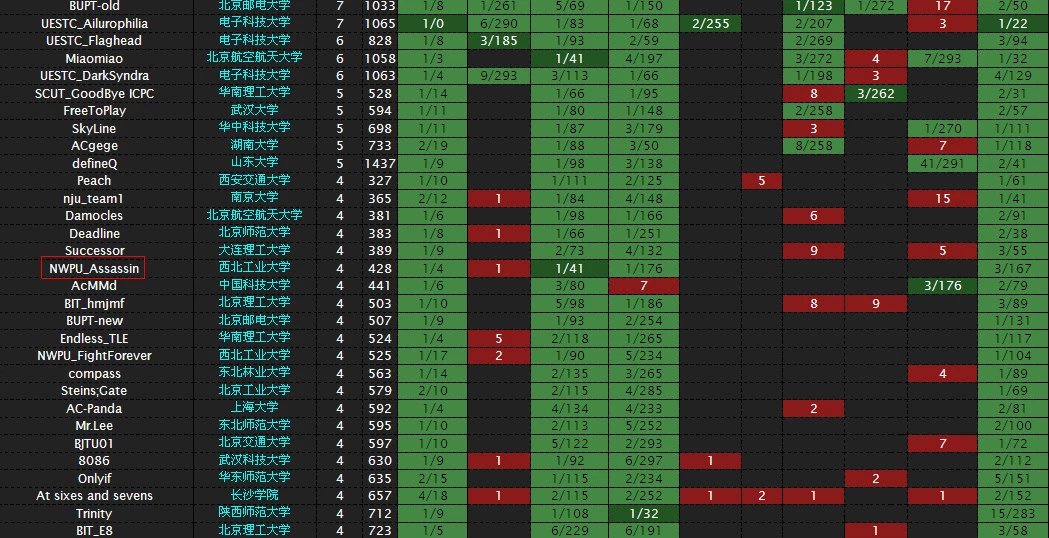 BUPT-old 北京邮电大学 7 1033 1/8 1/261 5/69 1/150 1/123 1/272 17 2/50
UESTC_Ailurophilia 电子科技大学 7 1065 1/0 6/290 1/83 1/68 2/255 2/207 3 1/22
UESTC_Flaghead 电子科技大学 6 828 1/8 3/185 1/93 2/59 2/269 3/94
Miaomiao 北京航空航天大学 6 1058 1/3 1/41 4/197 3/272 4 7/293 1/32
UESTC_DarkSyndra 电子科技大学 6 1063 1/4 9/293 3/113 1/66 1/198 3 4/129
SCUT_GoodBye ICPC 华南理工大学 5 528 1/14 1/66 1/95 8 3/262 2/81
FreeToPlay 武汉大学 5 594 1/11 1/80 1/148 2/258 2/57
SkyLine 华中科技大学 5 698 1/11 1/87 3/179 3 1/270 1/111
ACgege 湖南大学 5 733 2/19 1/88 3/50 8/258 7 1/118
defineQ 山东大学 5 1437 1/9 1/98 3/138 41/291 2/41
Peach 西安交通大学 4 327 1/10 1/111 2/125 5 1/61
nju_team1 南京大学 4 365 2/12 1 1/84 4/148 15 1/41
Damocles 北京航空航天大学 4 381 1/6 1/98 1/166 6 2/91
Deadline 北京师范大学 4 383 1/8 1 1/66 1/251 2/38
Successor 大连理工大学 4 389 1/9 2/73 4/132 9 5 3/55
NWPU_Assassin 西北工业大学 4 428 1/4 1 1/41 1/176 3/167
AcMMd 中国科技大学 4 441 1/6 3/80 7 3/176 2/79
BIT_hmjmf 北京理工大学 4 503 1/10 5/98 1/186 8 9 3/89
BUPT-new 北京邮电大学 4 507 1/9 1/93 2/254 1/131
Endless_TLE 华南理工大学 4 524 1/4 5 2/118 1/265 1/117
NWPU_FightForever 西北工业大学 4 525 1/17 2 1/90 5/234 1/104
compass 东北林业大学 4 563 1/14 2/135 3/265 4 1/89
Steins;Gate 北京工业大学 4 579 2/10 2/115 4/285 1/69
AC-Panda 上海大学 4 592 1/4 4/134 4/233 2 2/81
Mr.Lee 东北师范大学 4 595 1/10 2/113 5/252 2/100
BJTU01 北京交通大学 4 597 1/10 5/122 2/293 7 1/72
8086 武汉科技大学 4 630 1/9 1 1/92 6/297 1 2/112
Onlyif 华东师范大学 4 635 2/15 1/115 2/234 2 5/151
At sixes and sevens 长沙学院 4 657 4/18 1 2/115 2/252 1 2 1 1 2/152
Trinity 陕西师范大学 4 712 1/9 1/108 1/32 15/283
BIT_E8 北京理工大学 4 723 1/5 6/229 6/191 1 3/58